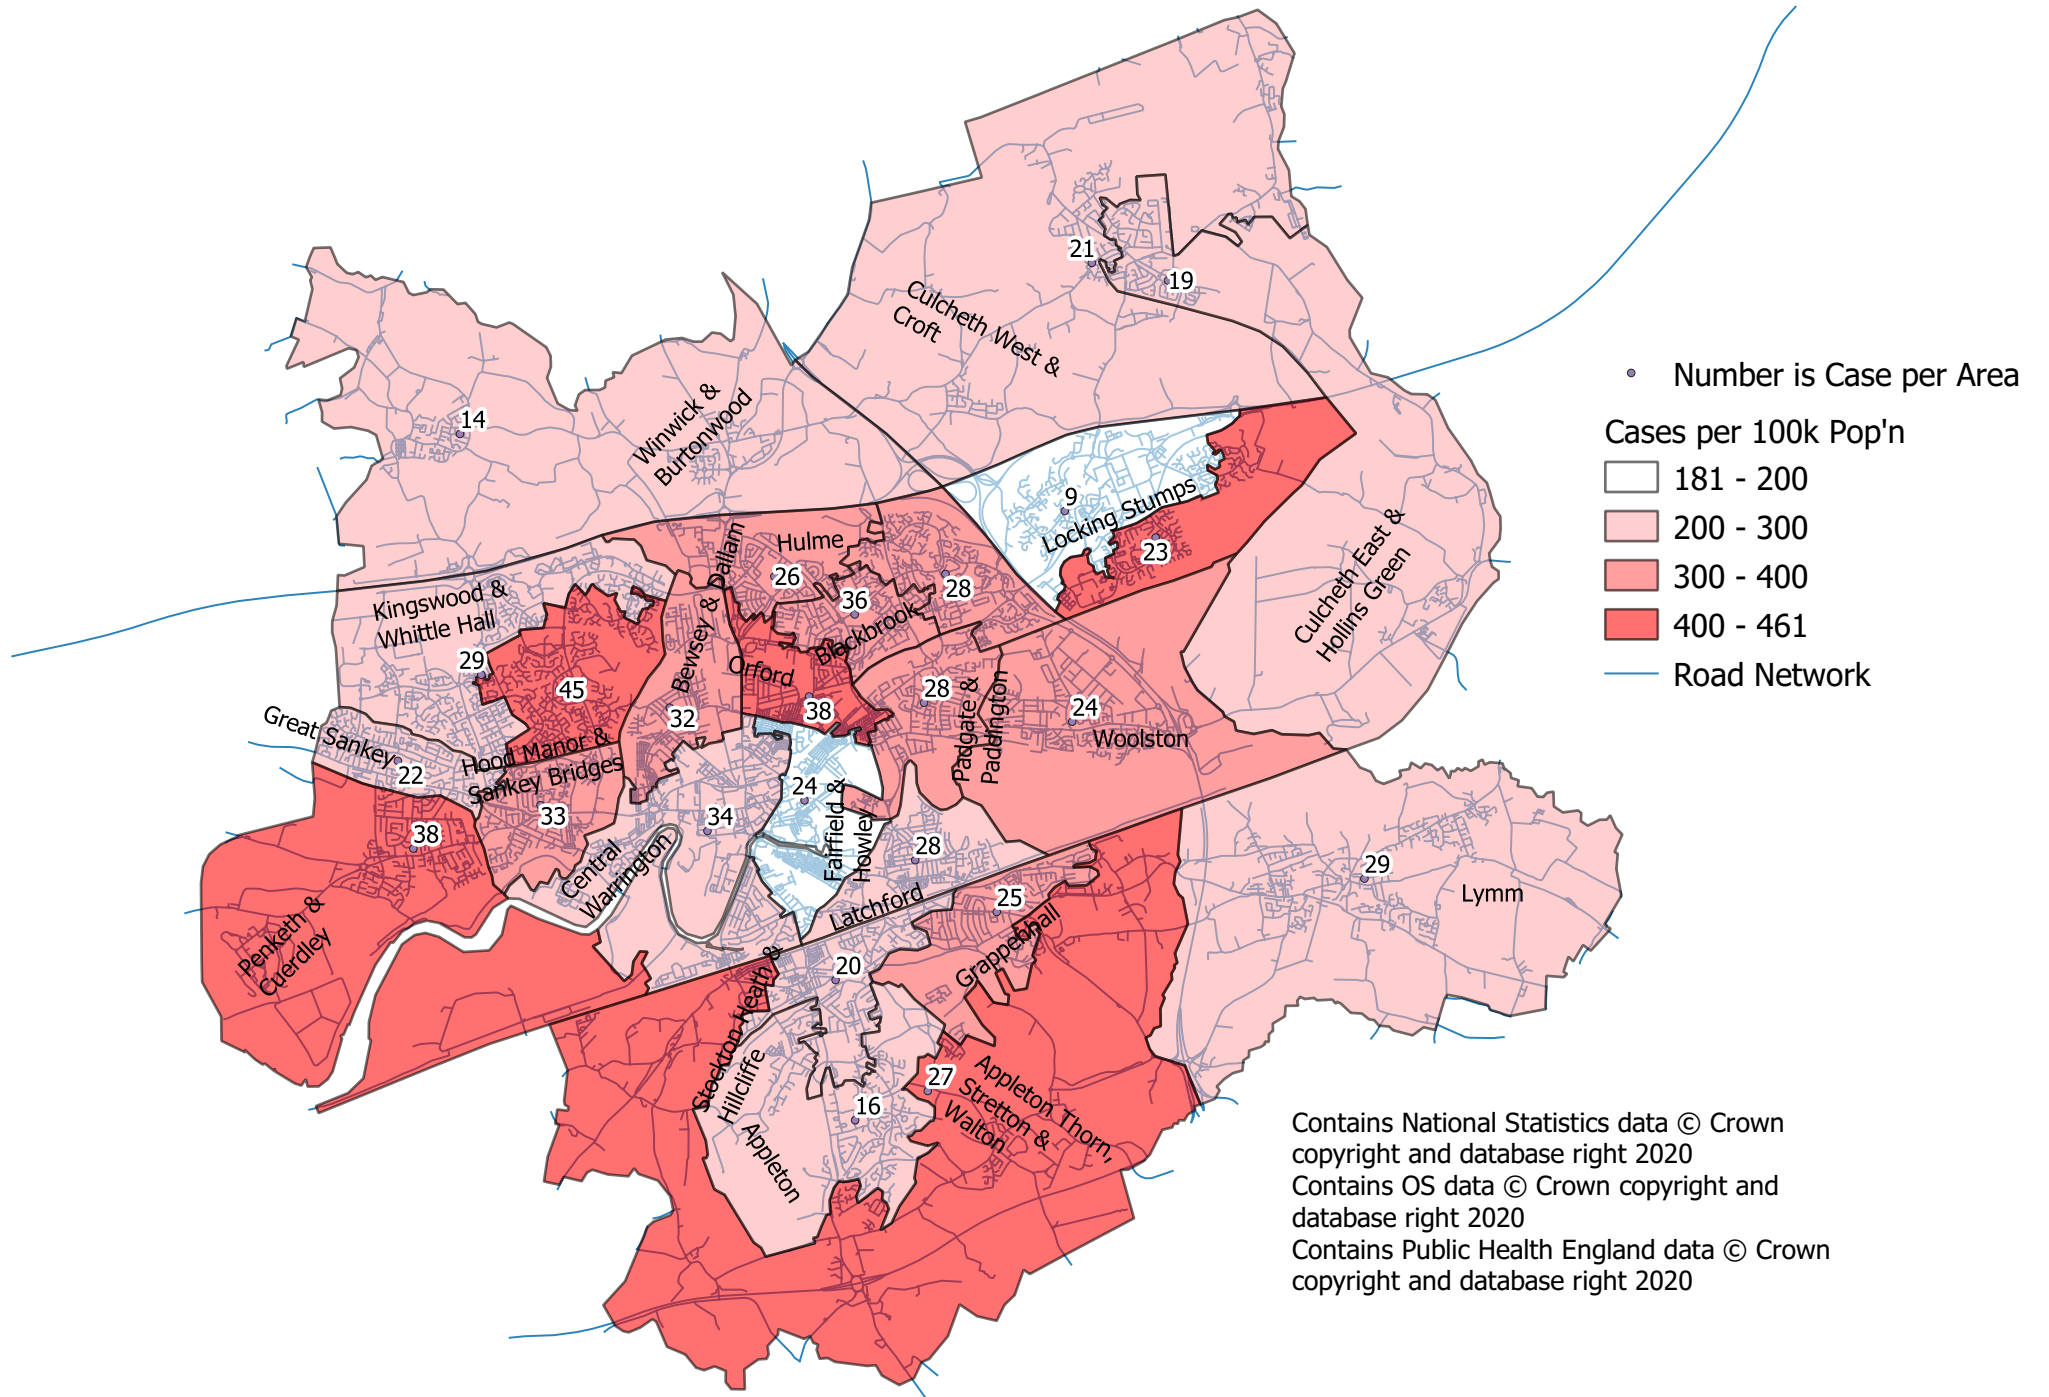 21
19
Culcheth West &
Croft
14
Winwick &
Burtonwood
9
Locking Stumps
23
Culcheth East &
Hollins Green
Hulme
26
Bewsey & Dallam
28
36
Blackbrook
Kingswood &
Whittle Hall
29
45
Orford
38
32
28
Padgate &
Paddington
24
Woolston
Great Sankey
22
Hood Manor &
Sankey Bridges
33
38
Penketh &
Cuerdley
34
Central
Warrington
24
Fairfield &
Howley
28
Latchford
25
Grappenhall
29
Lymm
20
Stockton Heath &
Hillcliffe
16
Appleton
27
Appleton Thorn,
Stretton &
Walton
Number is Case per Area
Cases per 100k Pop'n
181 - 200
200 - 300
300 - 400
400 - 461
Road Network
Contains National Statistics data © Crown
copyright and database right 2020
Contains OS data © Crown copyright and
database right 2020
Contains Public Health England data © Crown
copyright and database right 2020